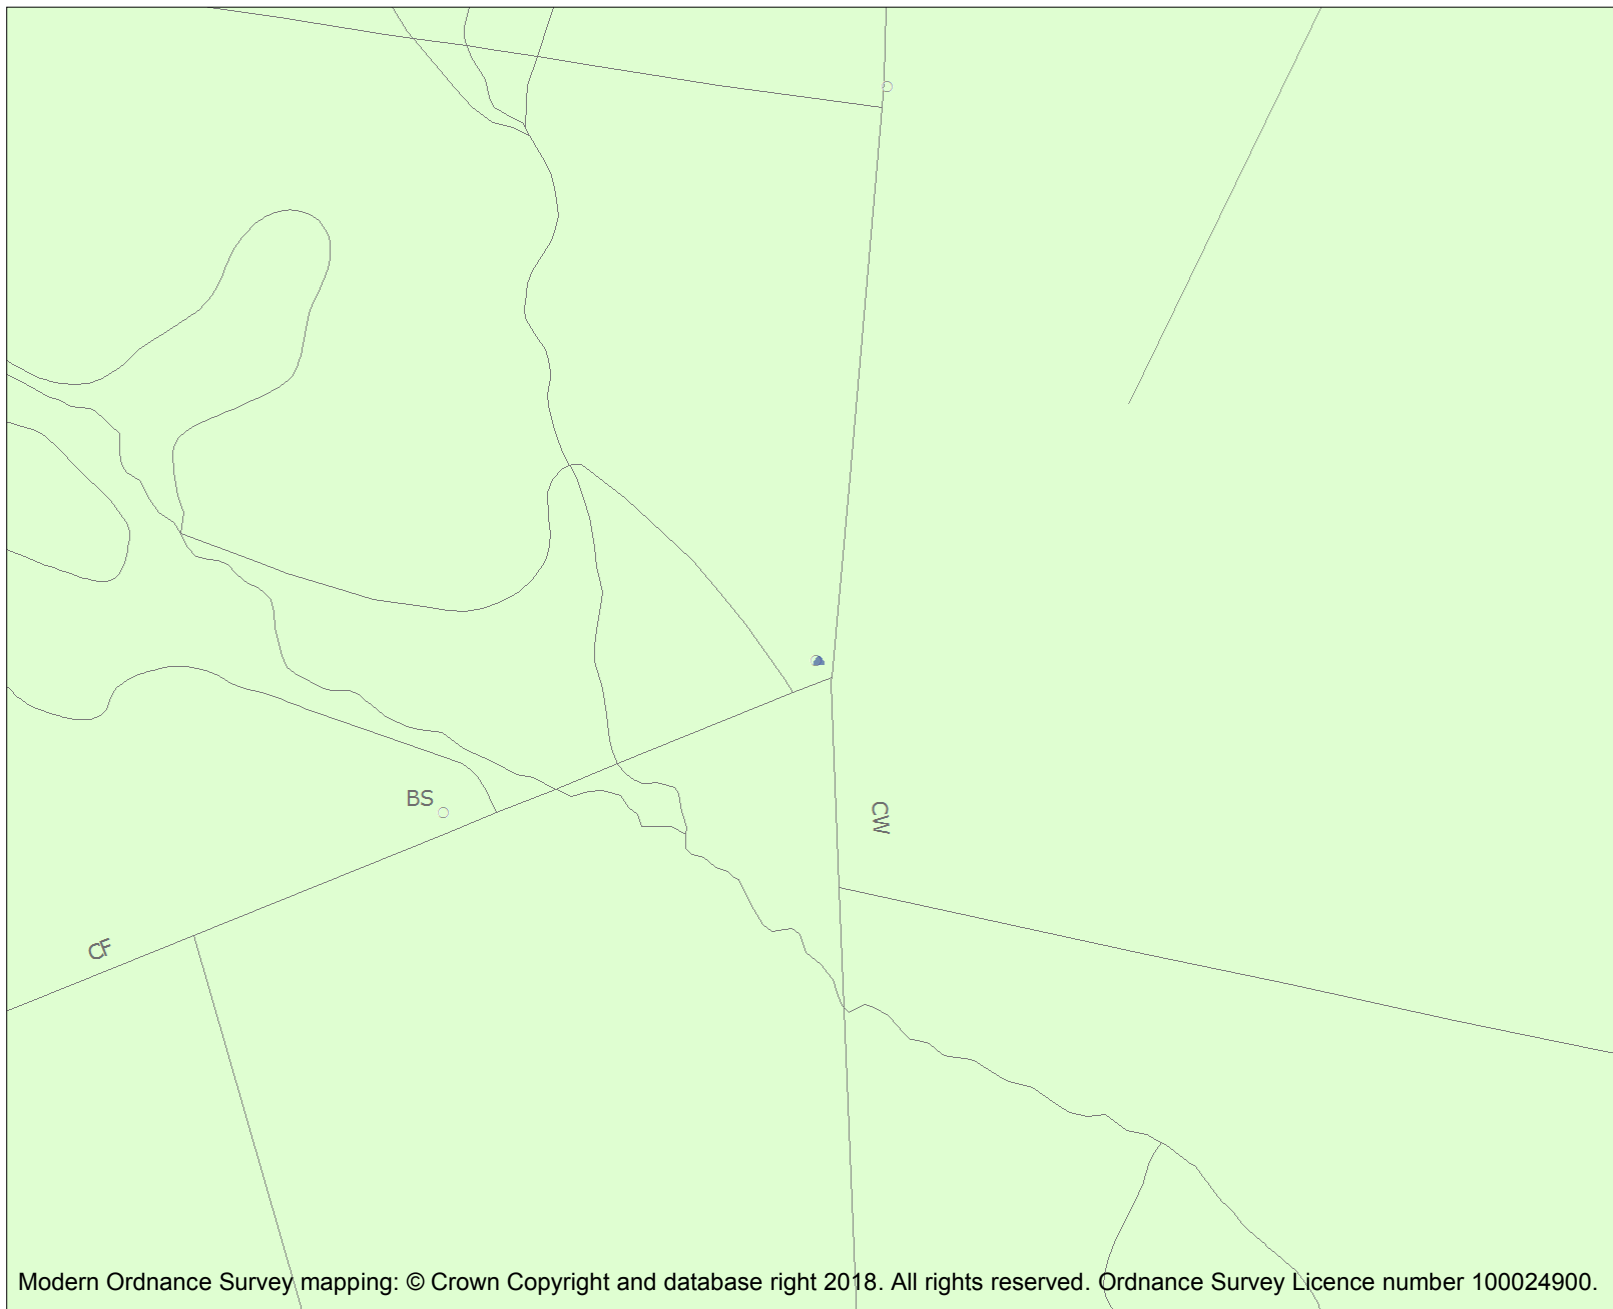 BS
CW
CF
Modern Ordnance Survey mapping: © Crown Copyright and database right 2018. All rights reserved. Ordnance Survey Licence number 100024900.